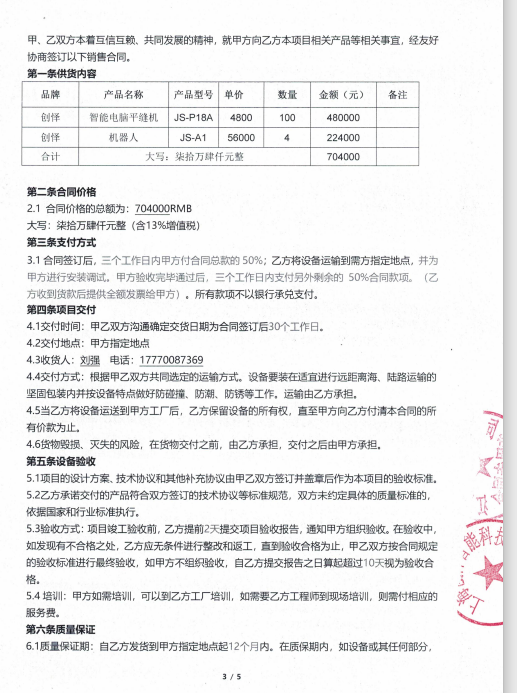 甲、乙双方本着互信互赖、共同发展的精神，就甲方向乙方本项目相关产品等相关事宜，经友好
协商签订以下销售合同。
第一条供货内容
品牌 产品名称 产品型号 单价 数量 金额（元） 备注
创怿 智能电脑平缝机 JS-P18A 4800 100 480000
创怿 机器人 JS-A1 56000 4 224000
合计 大写：柒拾万肆仟元整 704000
第二条合同价格
2.1 合同价格的总额为：704000RMB
大写：柒拾万肆仟元整（含13%增值税）
第三条支付方式
3.1 合同签订后，三个工作日内甲方付合同总款的 50%；乙方将设备运输到需方指定地点，并为
甲方进行安装调试。甲方验收完毕通过后，三个工作日内支付另外剩余的 50%合同款项。（乙
方收到货款后提供全额发票给甲方）。所有款项不以银行承兑支付。
第四条项目交付
4.1交付时间：甲乙双方沟通确定交货日期为合同签订后30个工作日。
4.2交付地点：甲方指定地点
4.3收货人：刘强 电话：17770087369
4.4交付方式：根据甲乙双方共同选定的运输方式。设备要装在适宜进行远距离海、陆路运输的
坚固包装内并按设备特点做好防碰撞、防潮、防锈等工作。运输由乙方承担。
4.5当乙方将设备运送到甲方工厂后，乙方保留设备的所有权，直至甲方向乙方付清本合同的所
有价款为止。
4.6货物毁损、灭失的风险，在货物交付之前，由乙方承担，交付之后由甲方承担。
第五条设备验收
5.1项目的设计方案、技术协议和其他补充协议由甲乙双方签订并盖章后作为本项目的验收标准。
5.2乙方承诺交付的产品符合双方签订的技术协议等标准规范，双方未约定具体的质量标准的，
依据国家和行业标准执行。
5.3验收方式：项目竣工验收前，乙方提前2天提交项目验收报告，通知甲方组织验收。在验收中，
如发现有不合格之处，乙方应无条件进行整改和返工，直到验收合格为止，甲乙双方按合同规定
的验收标准进行最终验收，如甲方不组织验收，自乙方提交报告之日算起超过10天视为验收合
格。
5.4 培训：甲方如需培训，可以到乙方工厂培训，如需要乙方工程师到现场培训，则需付相应的
服务费。
第六条质量保证
6.1质量保证期：自乙方发货到甲方指定地点起12个月内。在质保期内，如设备或其任何部分，
3 / 5
能科技
上